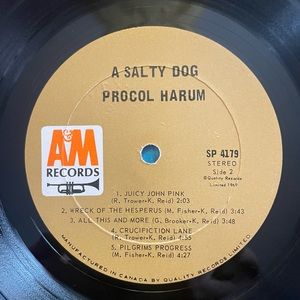 A SALTY DOG
PROCOL HARUM
A&M
RECORDS
SP 4179
STEREO
Side 2
℗ Quality Records
Limited 1969
1. JUICY JOHN PINK
(R. Trower-K. Reid) 2:03
2. WRECK OF THE HESPERUS (M. Fisher-K. Reid) 3:43
3. ALL THIS AND MORE (G. Brooker-K. Reid) 3:48
4. CRUCIFICTION LANE
(R. Trower-K. Reid) 4:55
5. PILGRIMS PROGRESS
(M. Fisher-K. Reid) 4:27
MANUFACTURED IN CANADA BY QUALITY RECORDS LIMITED